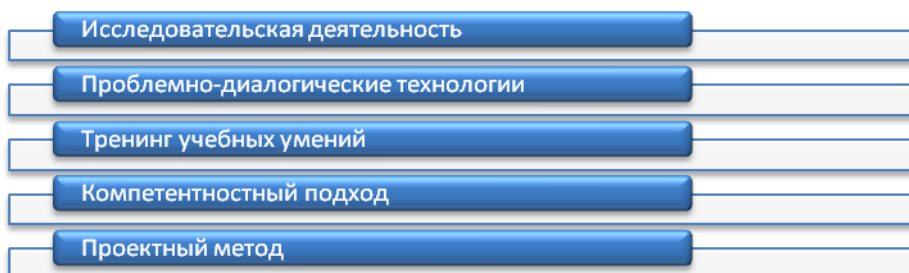 Исследовательская деятельность
Проблемно-диалогические технологии
Тренинг учебных умений
Компетентностный подход
Проектный метод